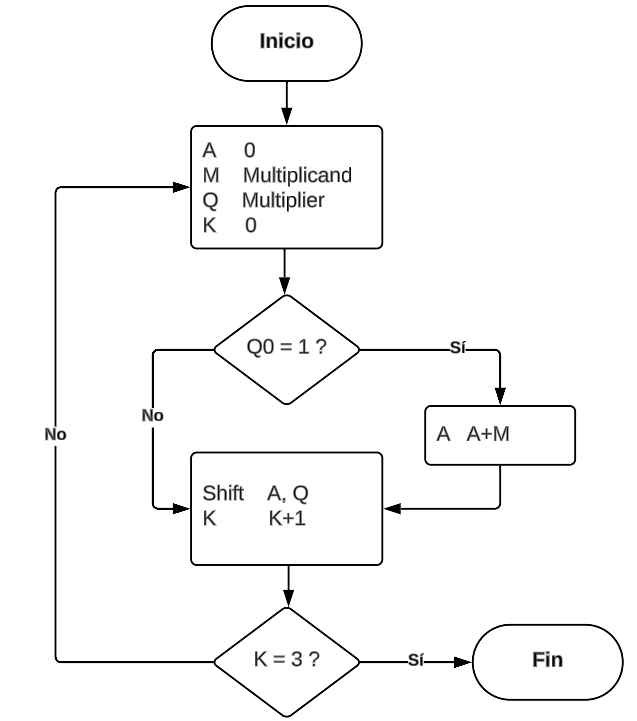 Inicio
A 0
M Multiplicand
Q Multiplier
K 0
Q0 = 1 ?
Sí
No
A A+M
No
Shift A, Q
K K+1
K = 3 ?
Sí
Fin